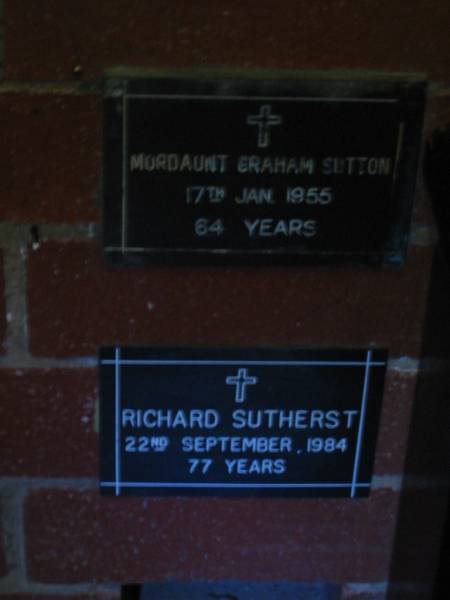 MORDAUNT GRAHAM SUTTON
17TH JAN. 1955
64 YEARS
RICHARD SUTHERST
22ND SEPTEMBER, 1984
77 YEARS